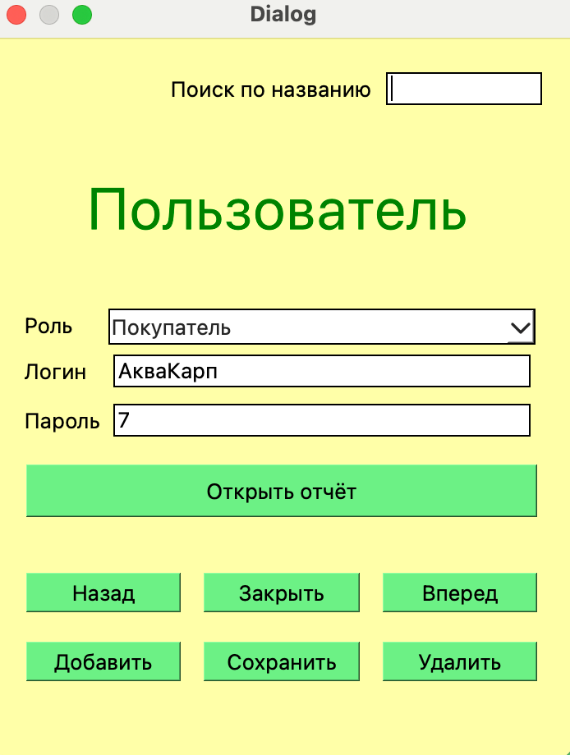 Dialog
Поиск по названию
Пользователь
Роль Покупатель
Логин АкваКарп
Пароль 7
Открыть отчёт
Назад Закрыть Вперед
Добавить Сохранить Удалить